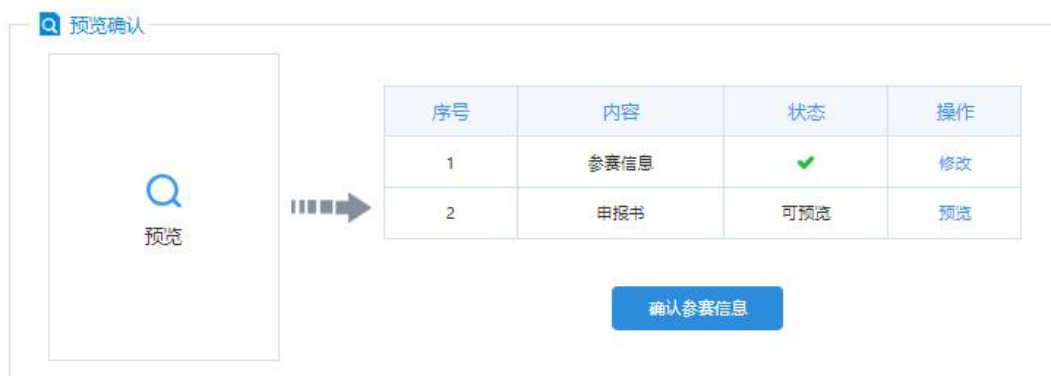 预览确认
预览
序号 内容 状态 操作
1 参赛信息 修改
2 申报书 可预览 预览
确认参赛信息